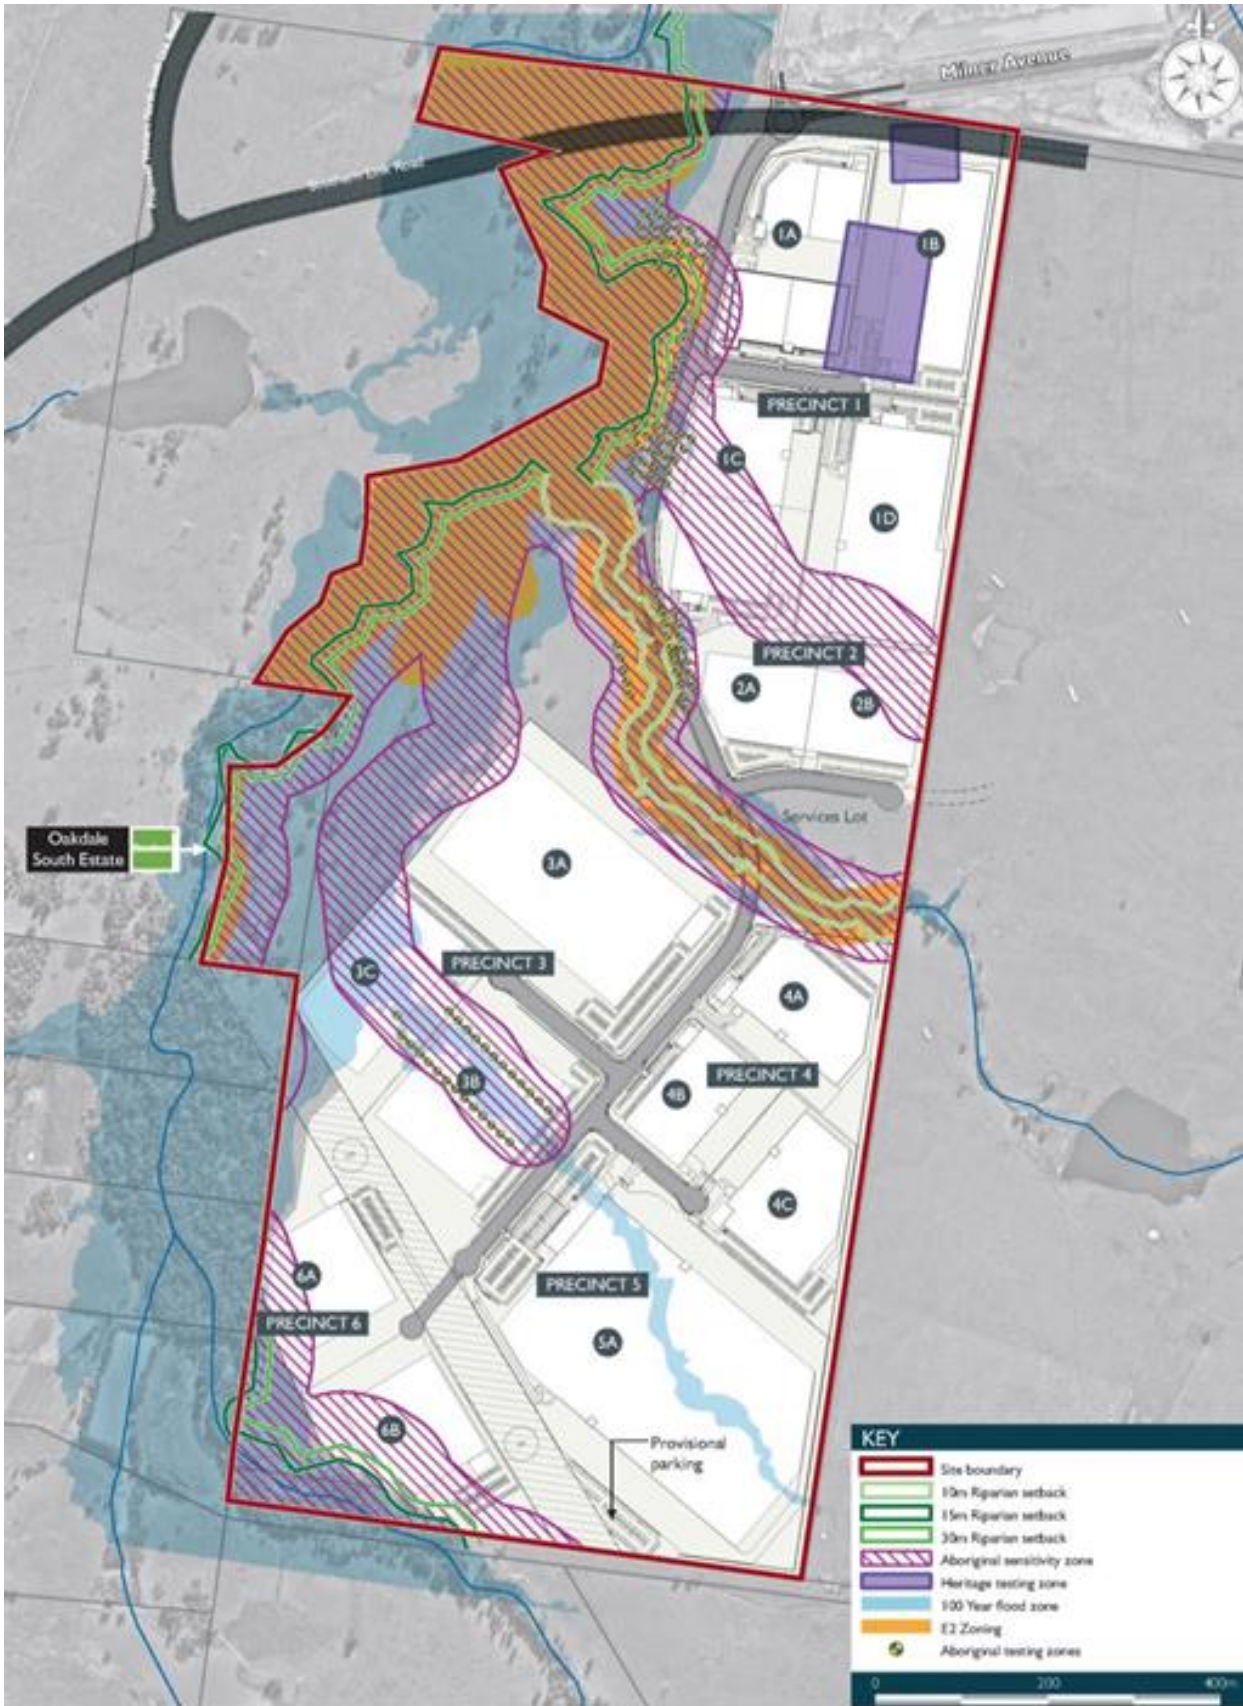 Milner Avenue
Link Road
1A
1B
PRECINCT 1
1C
1D
PRECINCT 2
2A
2B
Services Lot
Oakdale
South Estate
3A
PRECINCT 3
3C
4A
3B
PRECINCT 4
4B
4C
6A
PRECINCT 5
PRECINCT 6
5A
6B
Provisional
parking
KEY
Site boundary
10m Riparian setback
15m Riparian setback
30m Riparian setback
Aboriginal sensitivity zone
Heritage testing zone
100 Year flood zone
E2 Zoning
Aboriginal testing zones
0 200 400m